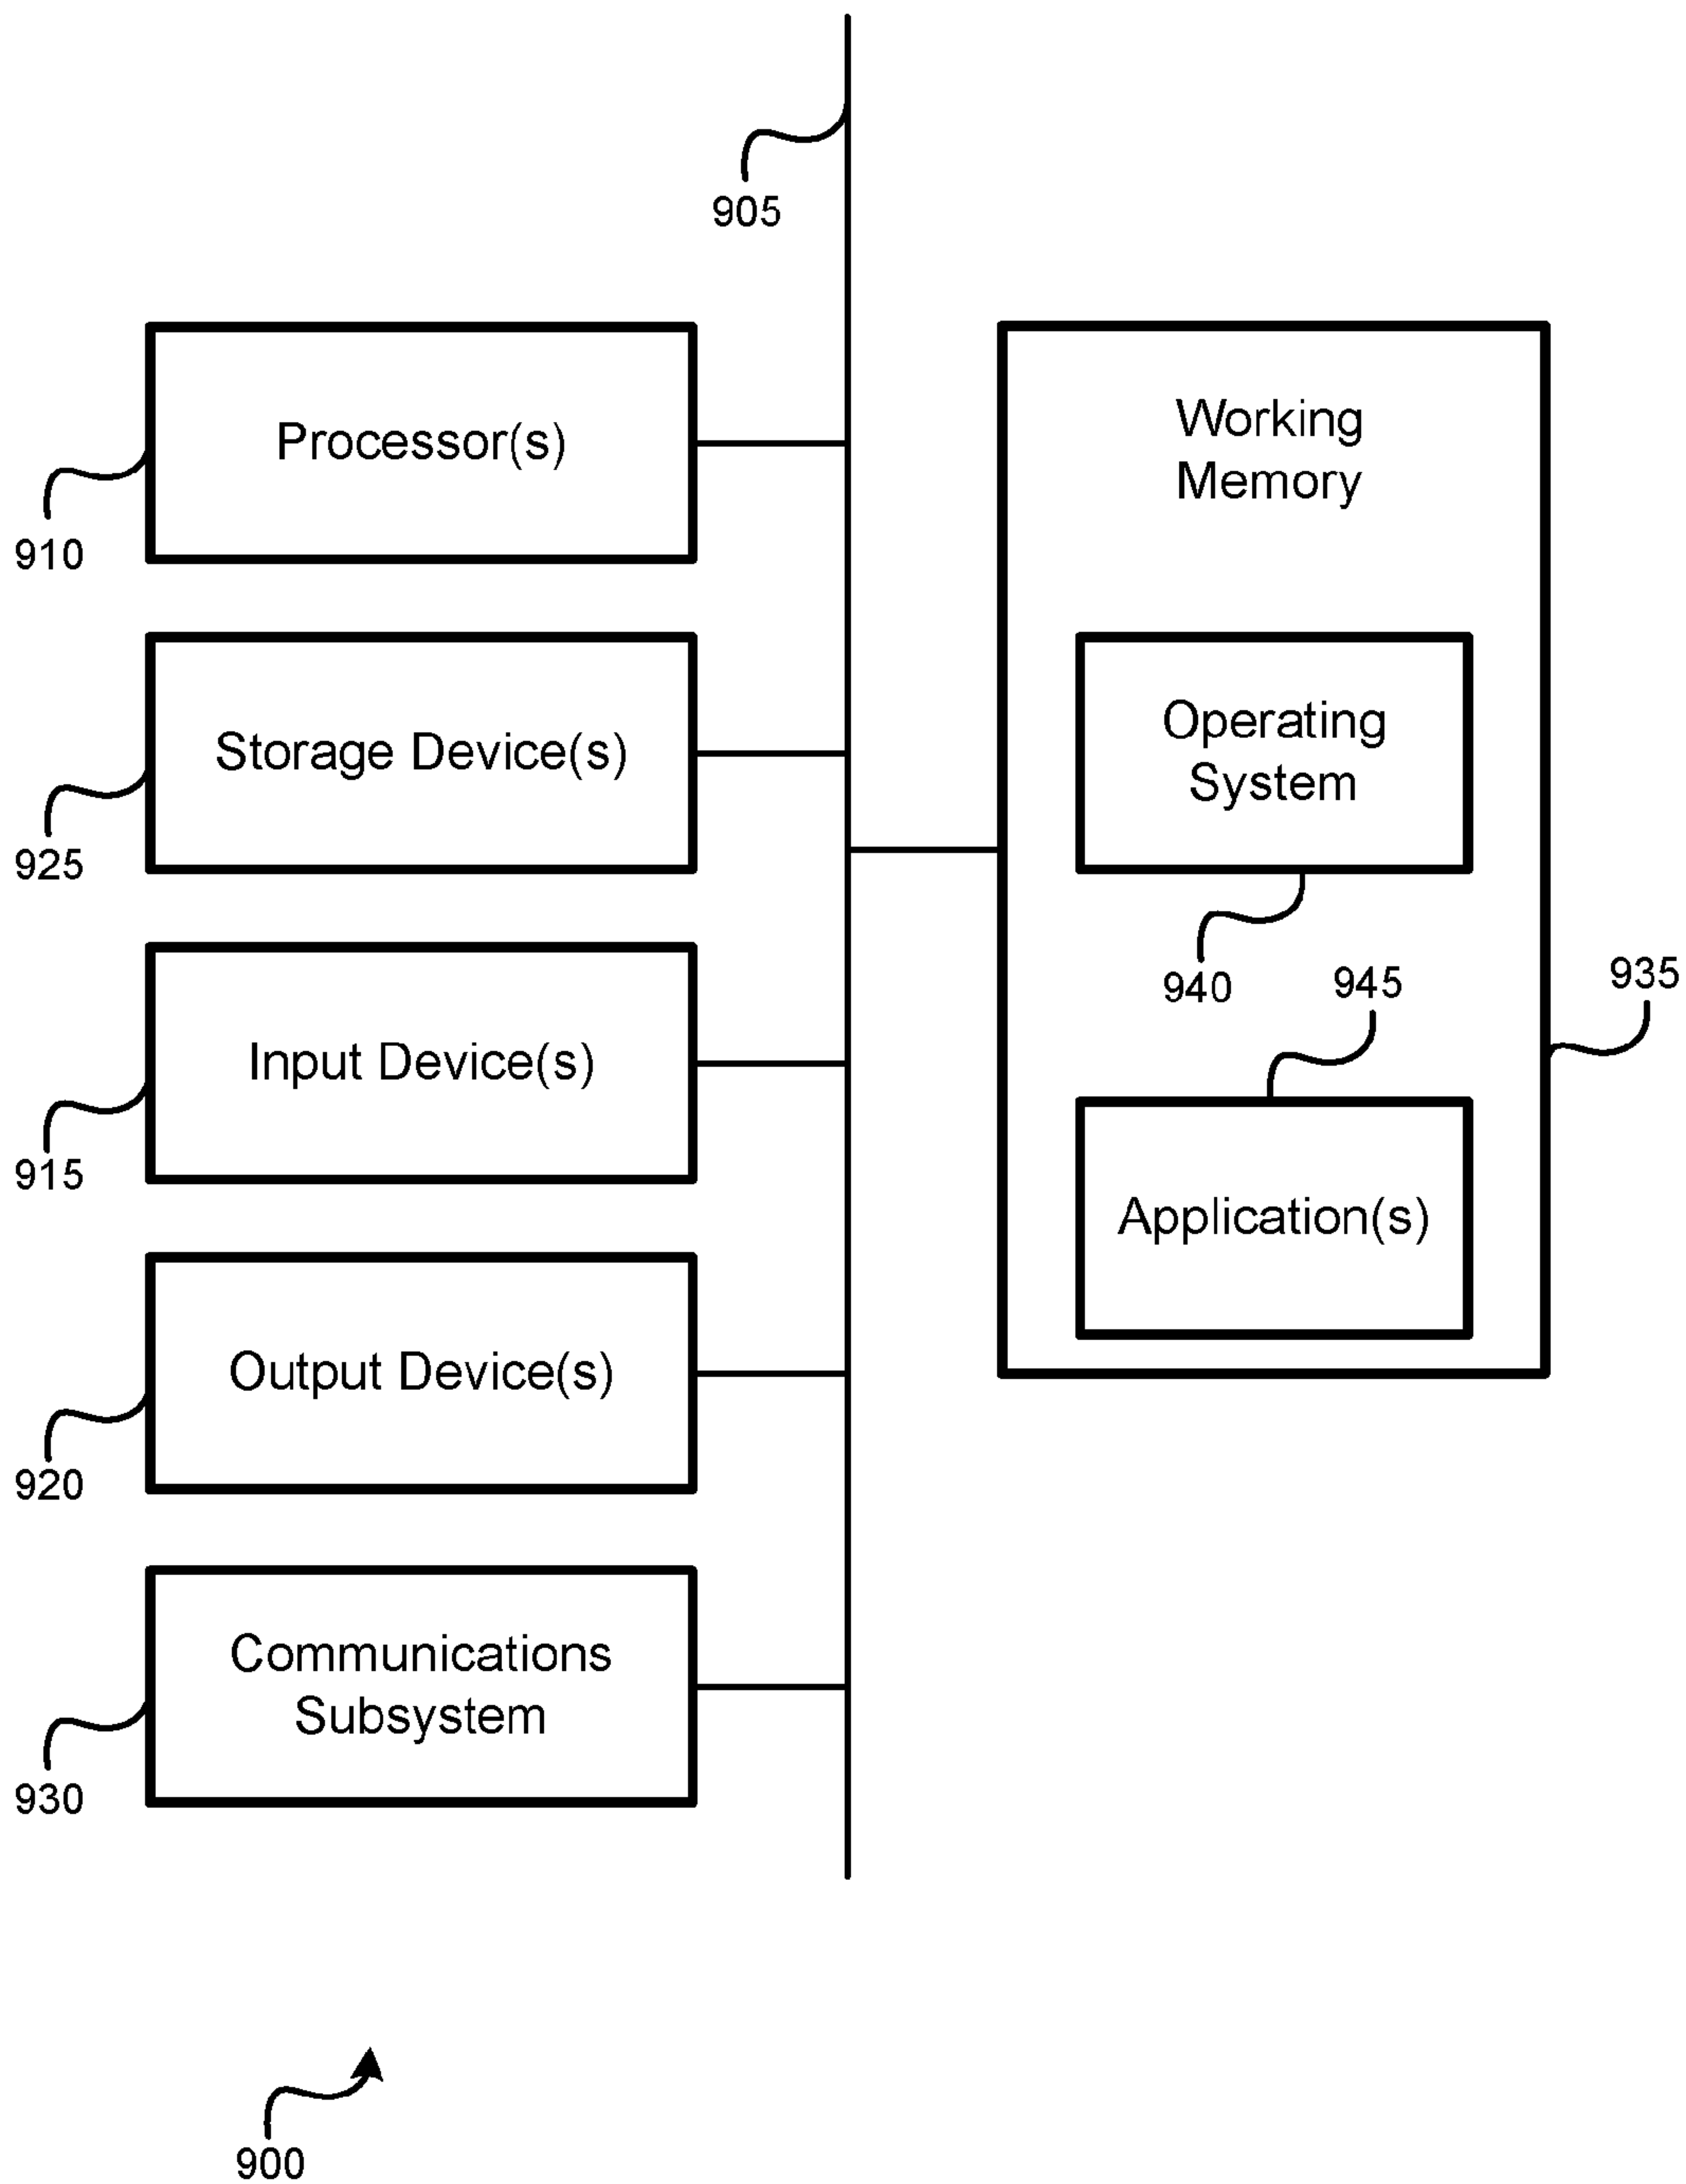 905
Processor(s)
910
Storage Device(s)
925
Input Device(s)
915
Output Device(s)
920
Communications
Subsystem
930
Working
Memory
Operating
System
940
945
935
Application(s)
900